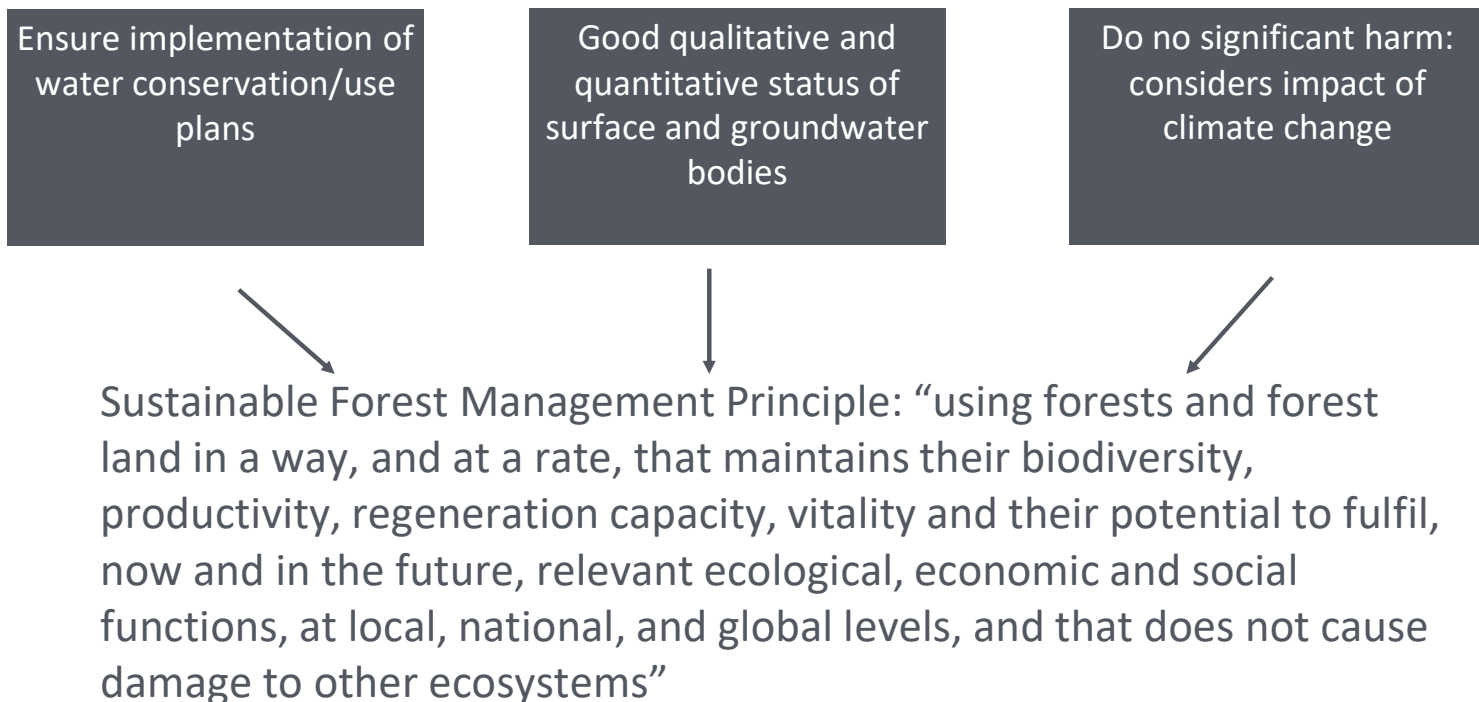 Ensure implementation of
water conservation/use
plans
Good qualitative and
quantitative status of
surface and groundwater
bodies
Do no significant harm:
considers impact of
climate change
Sustainable Forest Management Principle: “using forests and forest
land in a way, and at a rate, that maintains their biodiversity,
productivity, regeneration capacity, vitality and their potential to fulfil,
now and in the future, relevant ecological, economic and social
functions, at local, national, and global levels, and that does not cause
damage to other ecosystems”